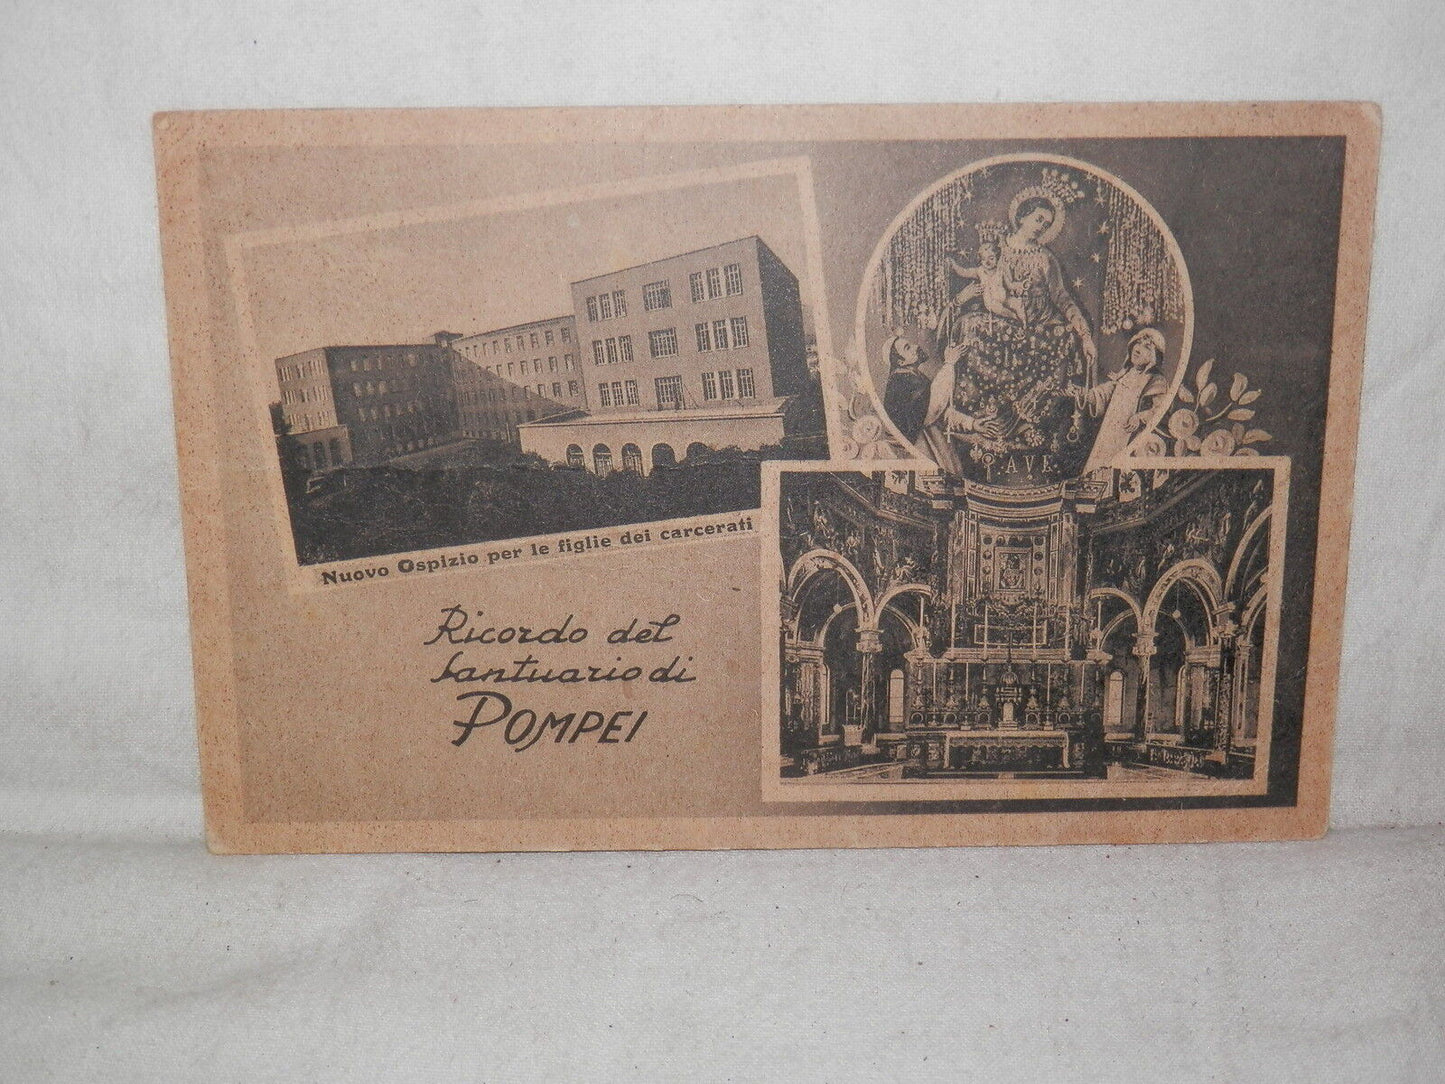 Nuovo Ospizio per le figlie dei carcerati
AVE
Ricordo del
Santuario di
POMPEI